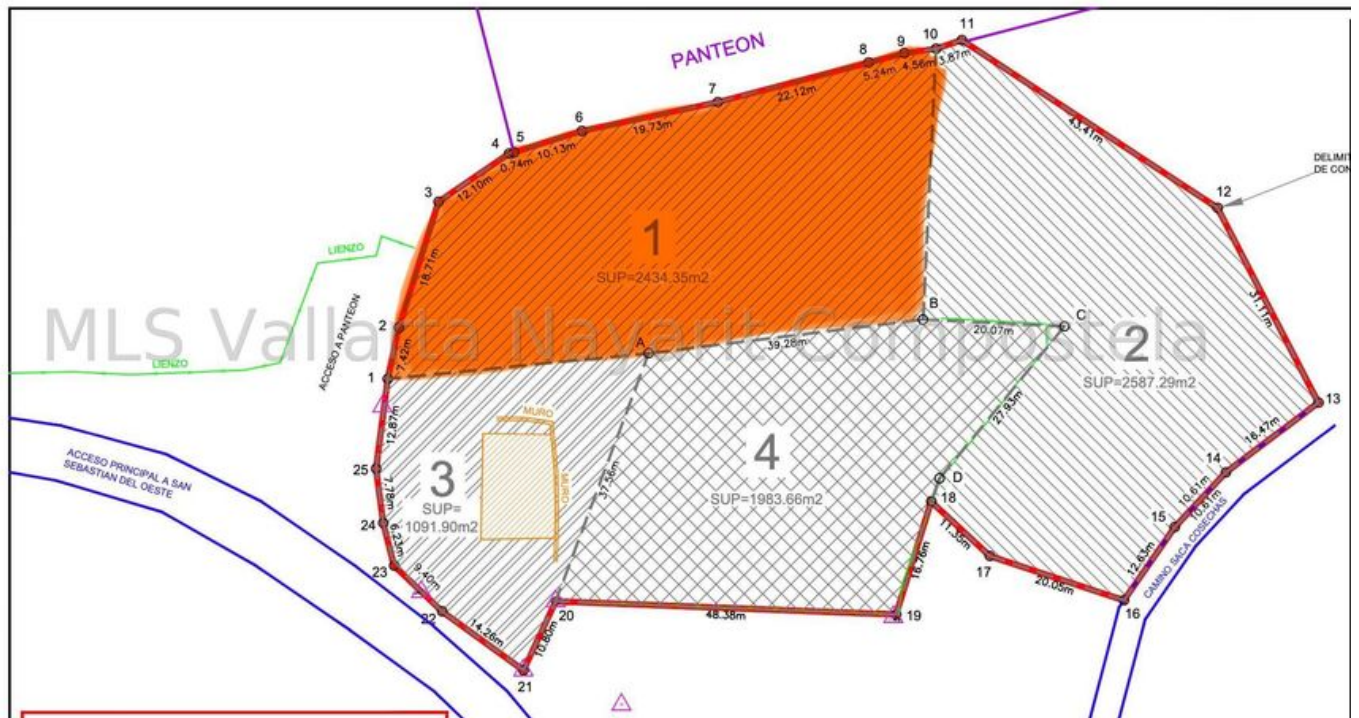 PANTEON
11
10
9
8
3.87m
4.56m
5.24m
7
22.12m
6
19.73m
5
4
10.13m
0.74m
43.41m
DELIMIT
DE CON
12
3
12.10m
LIENZO
18.71m
1
SUP=2434.35m2
31.11m
2
MLS Vallarta Nayarit Compostela
B
C
20.07m
A
39.28m
2
SUP=2587.29m2
LIENZO
ACCESO A PANTEON
7.42m
1
13
27.93m
16.47m
12.87m
MURO
MURO
37.56m
4
SUP=1983.66m2
14
ACCESO PRINCIPAL A SAN
SEBASTIAN DEL OESTE
25
3
SUP=
1091.90m2
7.78m
D
18
10.61m
10.61m
15
CAMINO SACA COSECHAS
24
6.23m
11.35m
17
12.63m
23
9.40m
16.76m
20.05m
16
22
20
48.38m
19
14.26m
10.80m
21